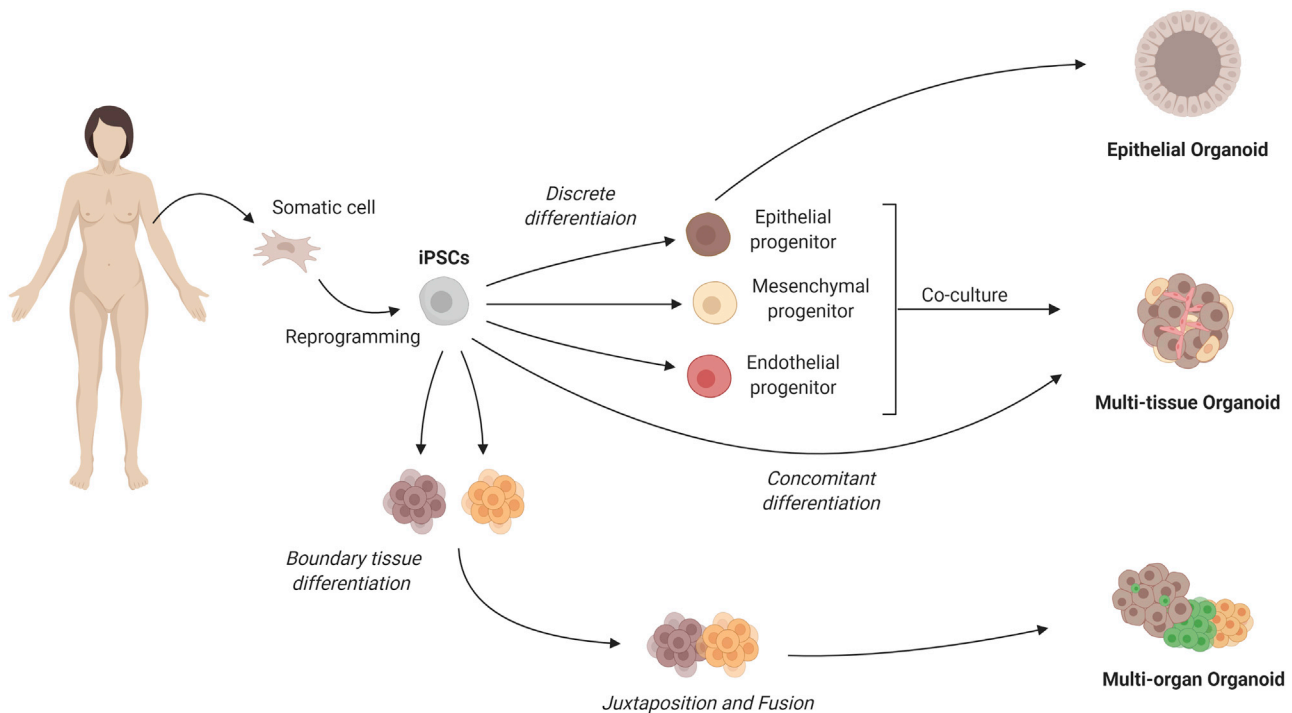 Epithelial Organoid
Somatic cell
Discrete
differentiaion
Epithelial
progenitor
iPSCs
Mesenchymal
progenitor
Co-culture
Reprogramming
Endothelial
progenitor
Multi-tissue Organoid
Concomitant
differentiation
Boundary tissue
differentiation
Multi-organ Organoid
Juxtaposition and Fusion